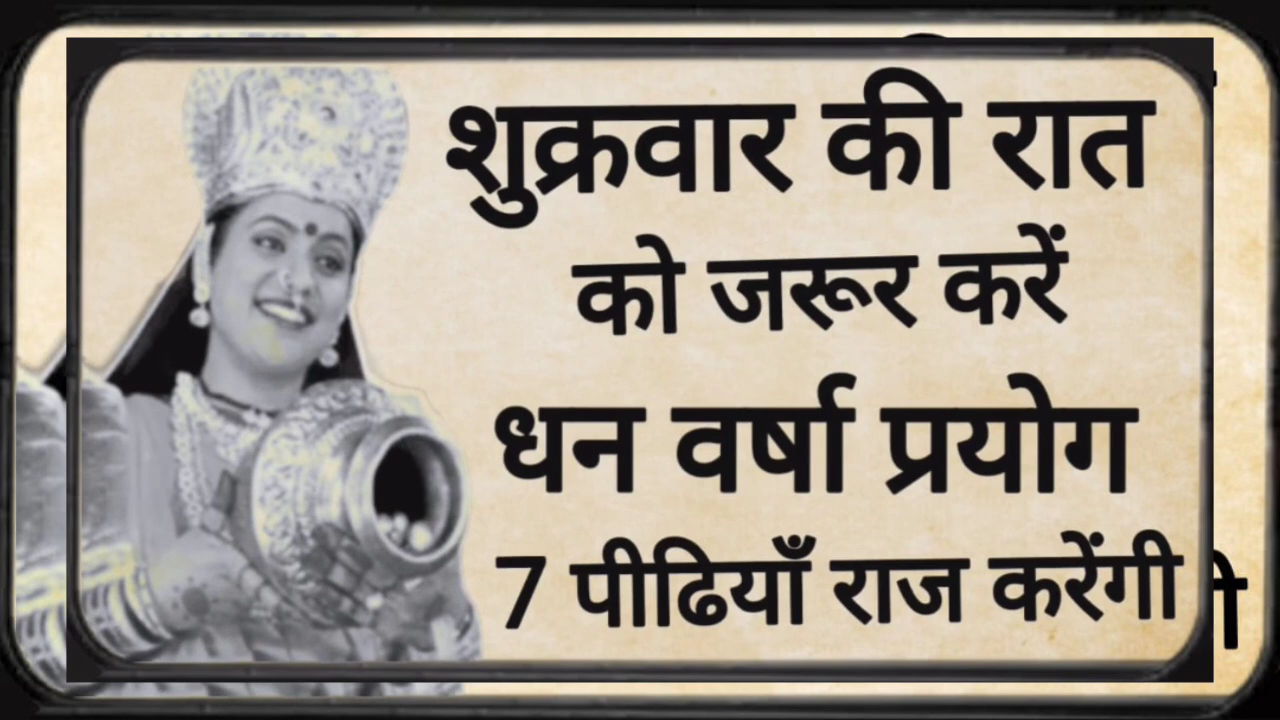 शुक्रवार की रात
को जरूर करें
धन वर्षा प्रयोग
7 पीढियाँ राज करेंगी